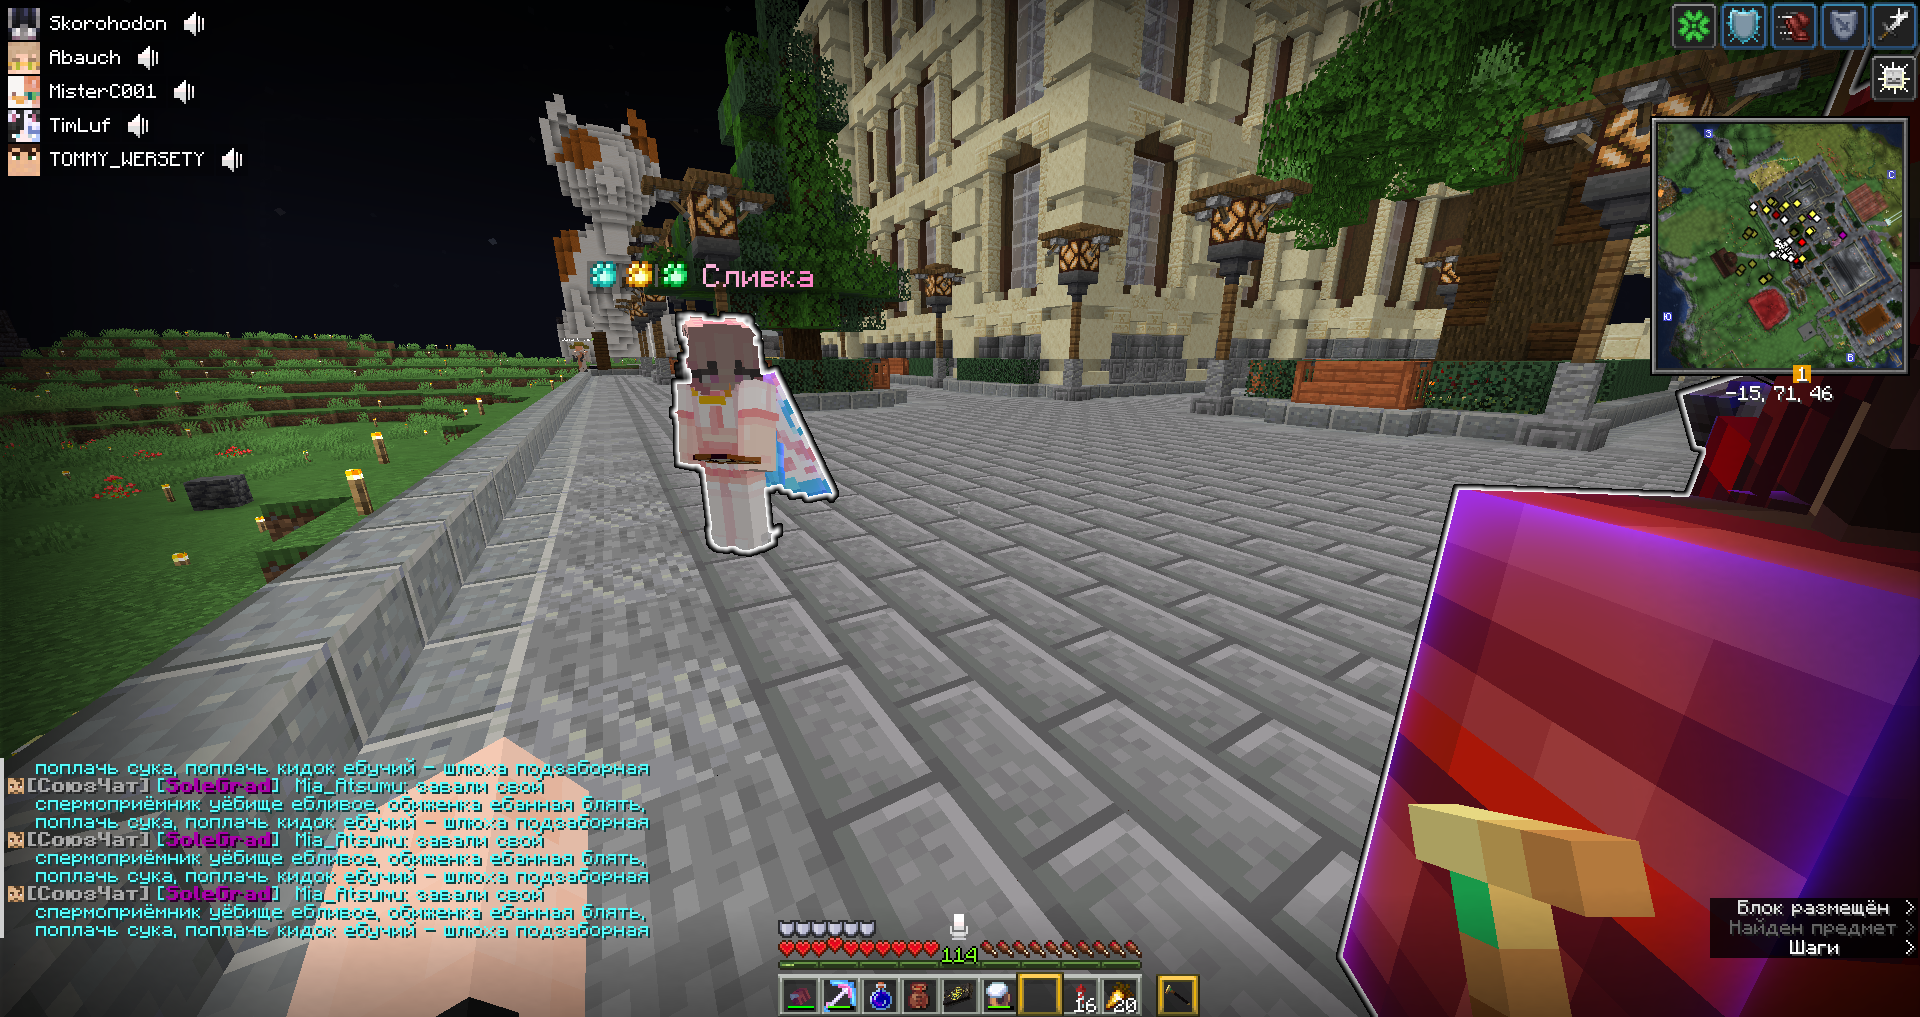 Skorohodon
Abauch
MisterC001
TimLuf
TOMMY_WERSETY
Сливка
З
С
Ю
В
1
-15, 71, 46
поплачь сука, поплачь кидок ебучий - шлюха подзаборная
[СоюзЧат] [SoleGrad] Mia_Atsumu: завали свой
спермоприёмник уёбище ебливое, обиженка ебанная блять,
поплачь сука, поплачь кидок ебучий - шлюха подзаборная
[СоюзЧат] [SoleGrad] Mia_Atsumu: завали свой
спермоприёмник уёбище ебливое, обиженка ебанная блять,
поплачь сука, поплачь кидок ебучий - шлюха подзаборная
[СоюзЧат] [SoleGrad] Mia_Atsumu: завали свой
спермоприёмник уёбище ебливое, обиженка ебанная блять,
поплачь сука, поплачь кидок ебучий - шлюха подзаборная
Блок размещён >
Найден предмет >
Шаги >
114
16
20